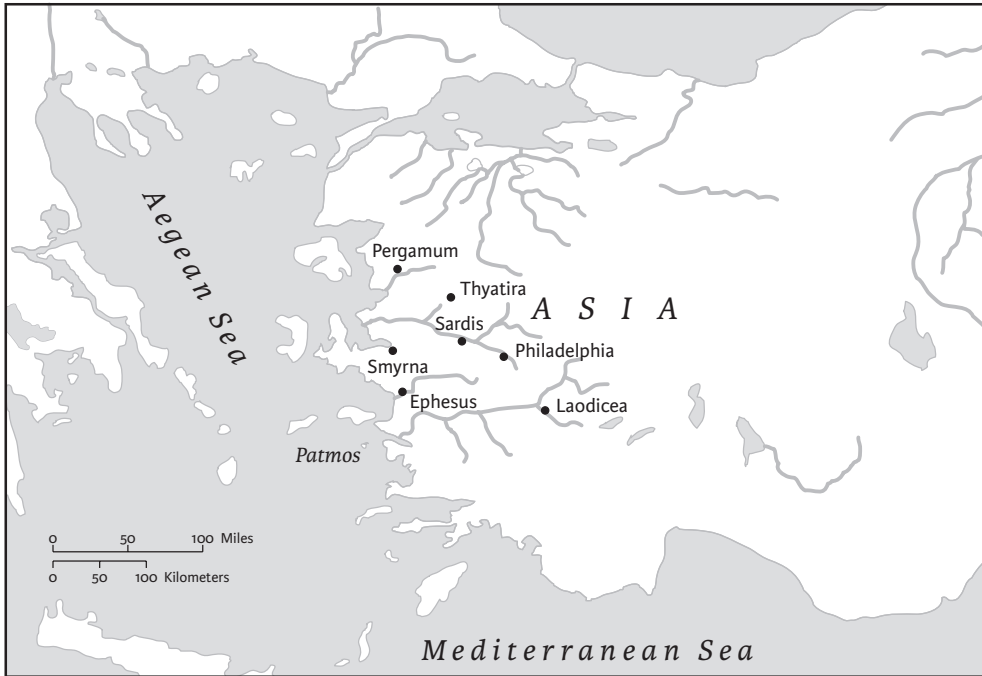 Aegean Sea
Pergamum
Thyatira
ASIA
Sardis
Philadelphia
Smyrna
Ephesus
Laodicea
Patmos
0 50 100 Miles
0 50 100 Kilometers
Mediterranean Sea